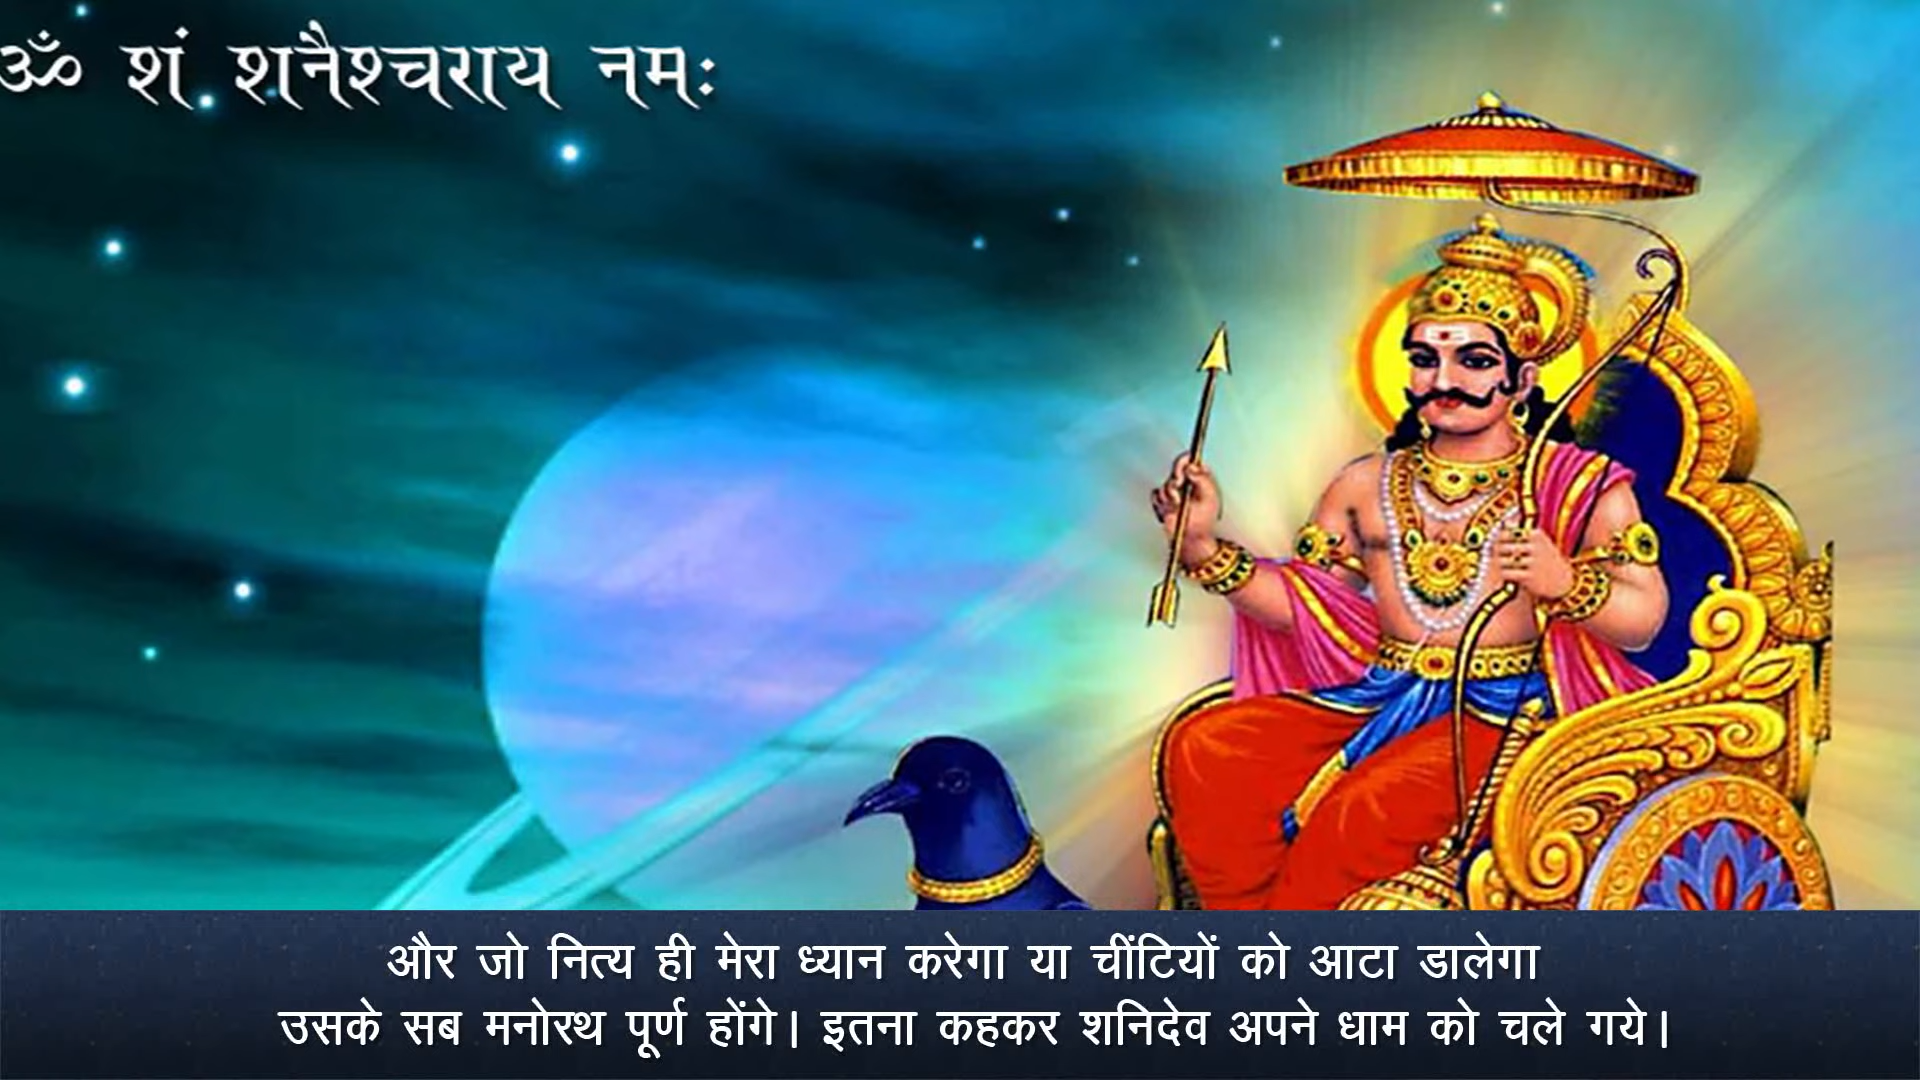 ॐ शं शनैश्चराय नमः
और जो नित्य ही मेरा ध्यान करेगा या चींटियों को आटा डालेगा
उसके सब मनोरथ पूर्ण होंगे। इतना कहकर शनिदेव अपने धाम को चले गये।